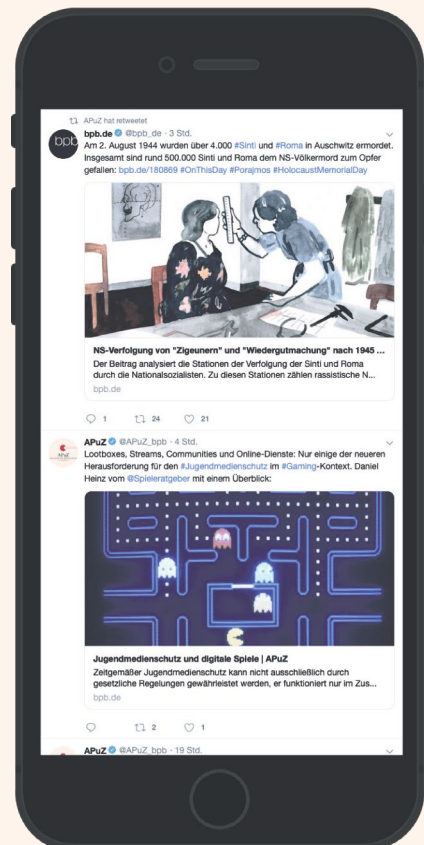 APuZ hat retweetet
bpb.de @bpb_de · 3 Std.
bpb
Am 2. August 1944 wurden über 4.000 #Sinti und #Roma in Auschwitz ermordet.
Insgesamt sind rund 500.000 Sinti und Roma dem NS-Völkermord zum Opfer
gefallen: bpb.de/180869 #OnThisDay #Porajmos #HolocaustMemorialDay
NS-Verfolgung von "Zigeunern" und "Wiedergutmachung" nach 1945 ...
Der Beitrag analysiert die Stationen der Verfolgung der Sinti und Roma
durch die Nationalsozialisten. Zu diesen Stationen zählen rassistische N...
bpb.de
1 24 21
APuZ @APuZ_bpb · 4 Std.
APuZ
Lootboxes, Streams, Communities und Online-Dienste: Nur einige der neueren
Herausforderung für den #Jugendmedienschutz im #Gaming-Kontext. Daniel
Heinz vom @Spieleratgeber mit einem Überblick:
Jugendmedienschutz und digitale Spiele | APuZ
Zeitgemäßer Jugendmedienschutz kann nicht ausschließlich durch
gesetzliche Regelungen gewährleistet werden, er funktioniert nur im Zus...
bpb.de
2 1
APuZ @APuZ_bpb · 19 Std.